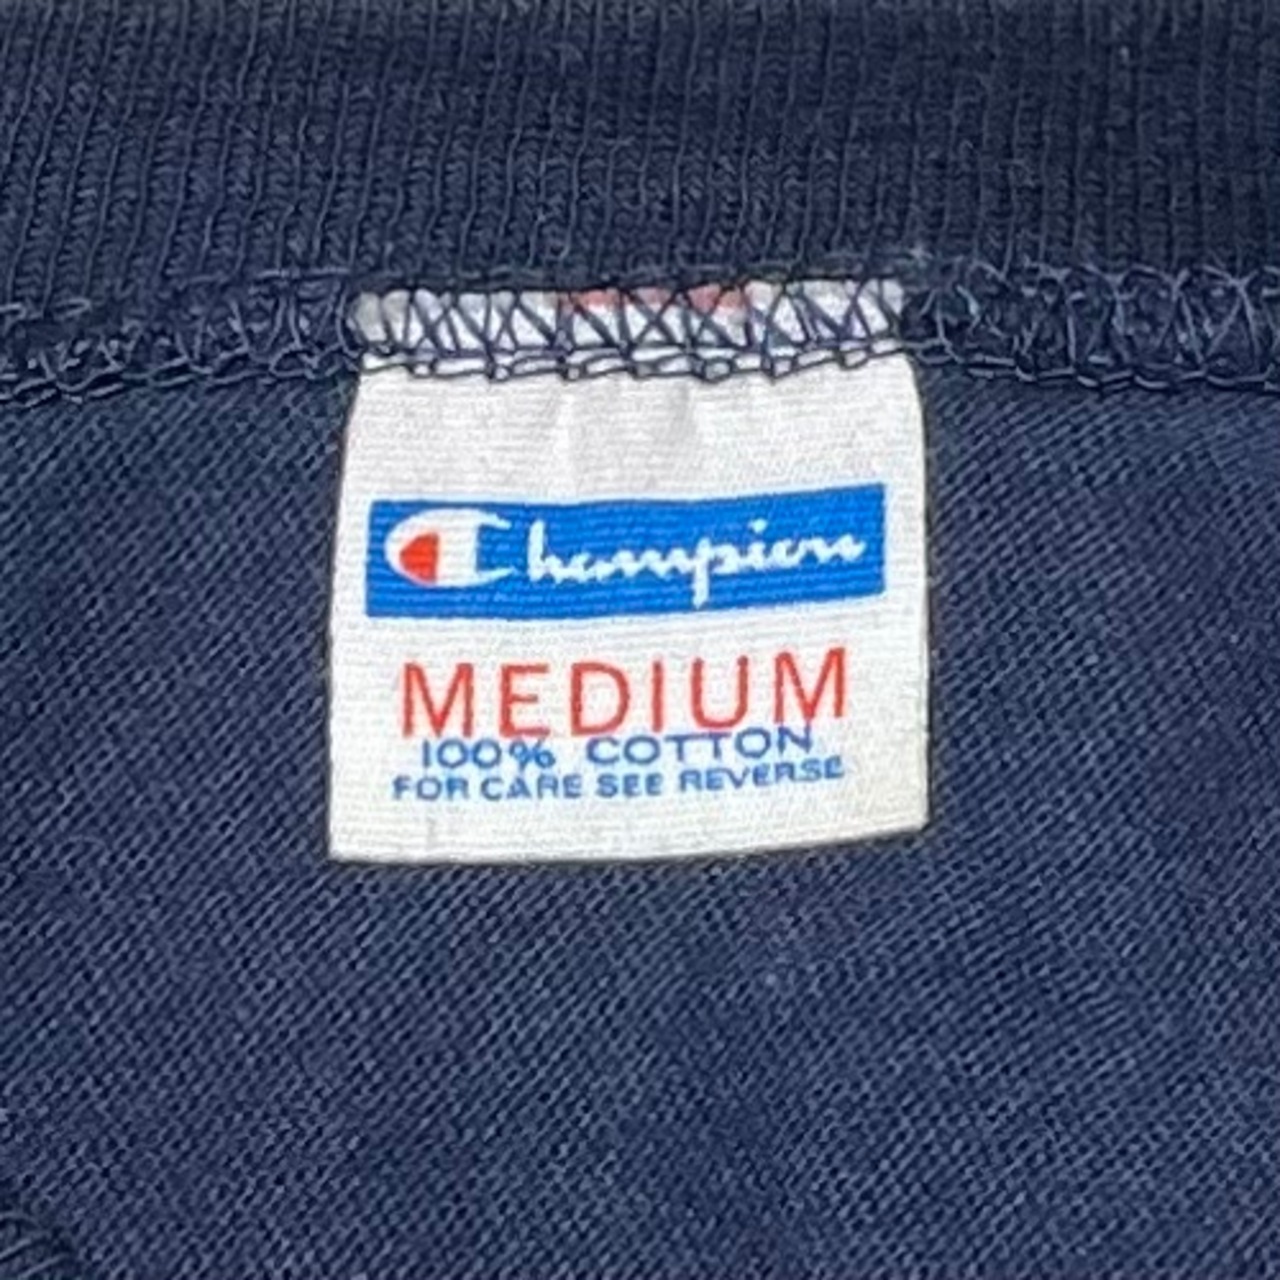 Champion
MEDIUM
100% COTTON
FOR CARE SEE REVERSE